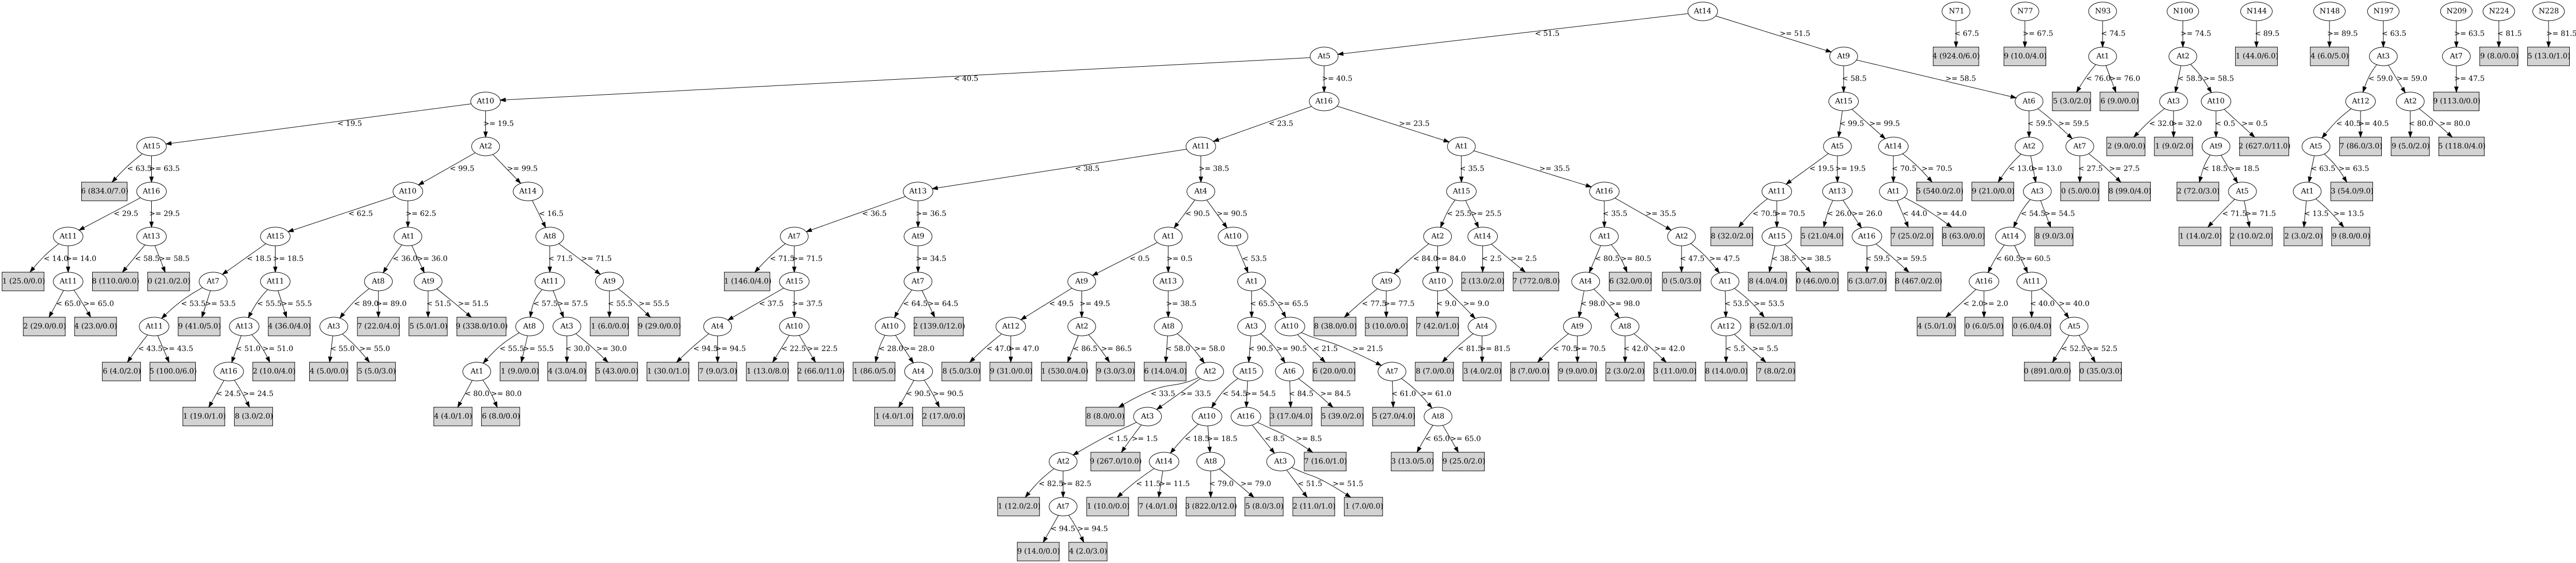 At14 N71 N77 N93 N100 N144 N148 N197 N209 N224 N228
< 51.5 >= 51.5 < 67.5 >= 67.5 < 74.5 >= 74.5 < 89.5 >= 89.5 < 63.5 >= 63.5 < 81.5 >= 81.5
At5 At9 4 (924.0/6.0) 9 (10.0/4.0) At1 At2 1 (44.0/6.0) 4 (6.0/5.0) At3 At7 9 (8.0/0.0) 5 (13.0/1.0)
< 40.5 >= 40.5 < 58.5 >= 58.5 < 76.0 >= 76.0 < 58.5 >= 58.5 < 59.0 >= 59.0 >= 47.5
At10 At16 At15 At6 5 (3.0/2.0) 6 (9.0/0.0) At3 At10 At12 At2 9 (113.0/0.0)
< 19.5 >= 19.5 < 23.5 >= 23.5 < 99.5 >= 99.5 < 59.5 >= 59.5 < 32.0 >= 32.0 < 0.5 >= 0.5 < 40.5 >= 40.5 < 80.0 >= 80.0
At15 At2 At11 At1 At5 At14 At2 At7 2 (9.0/0.0) 1 (9.0/2.0) At9 2 (627.0/11.0) At5 7 (86.0/3.0) 9 (5.0/2.0) 5 (118.0/4.0)
< 63.5 >= 63.5 < 99.5 >= 99.5 < 38.5 >= 38.5 < 35.5 >= 35.5 < 19.5 >= 19.5 < 70.5 >= 70.5 < 13.0 >= 13.0 < 27.5 >= 27.5 < 18.5 >= 18.5 < 63.5 >= 63.5
6 (834.0/7.0) At16 At10 At14 At13 At4 At15 At16 At11 At13 At1 5 (540.0/2.0) 9 (21.0/0.0) At3 0 (5.0/0.0) 8 (99.0/4.0) 2 (72.0/3.0) At5 At1 3 (54.0/9.0)
< 29.5 >= 29.5 < 62.5 >= 62.5 < 16.5 < 36.5 >= 36.5 < 90.5 >= 90.5 < 25.5 >= 25.5 < 35.5 >= 35.5 < 70.5 >= 70.5 < 26.0 >= 26.0 < 44.0 >= 44.0 < 54.5 >= 54.5 < 71.5 >= 71.5 < 13.5 >= 13.5
At11 At13 At15 At1 At8 At7 At9 At1 At10 At2 At14 At1 At2 8 (32.0/2.0) At15 5 (21.0/4.0) At16 7 (25.0/2.0) 8 (63.0/0.0) At14 8 (9.0/3.0) 1 (14.0/2.0) 2 (10.0/2.0) 2 (3.0/2.0) 9 (8.0/0.0)
< 14.0 >= 14.0 < 58.5 >= 58.5 < 18.5 >= 18.5 < 36.0 >= 36.0 < 71.5 >= 71.5 < 71.5 >= 71.5 >= 34.5 < 0.5 >= 0.5 < 53.5 < 84.0 >= 84.0 < 2.5 >= 2.5 < 80.5 >= 80.5 < 47.5 >= 47.5 < 38.5 >= 38.5 < 59.5 >= 59.5 < 60.5 >= 60.5
1 (25.0/0.0) At11 8 (110.0/0.0) 0 (21.0/2.0) At7 At11 At8 At9 At11 At9 1 (146.0/4.0) At15 At7 At9 At13 At1 At9 At10 2 (13.0/2.0) 7 (772.0/8.0) At4 6 (32.0/0.0) 0 (5.0/3.0) At1 8 (4.0/4.0) 0 (46.0/0.0) 6 (3.0/7.0) 8 (467.0/2.0) At16 At11
< 65.0 >= 65.0 < 53.5 >= 53.5 < 55.5 >= 55.5 < 89.0 >= 89.0 < 51.5 >= 51.5 < 57.5 >= 57.5 < 55.5 >= 55.5 < 37.5 >= 37.5 < 64.5 >= 64.5 < 49.5 >= 49.5 >= 38.5 < 65.5 >= 65.5 < 77.5 >= 77.5 < 9.0 >= 9.0 < 98.0 >= 98.0 < 53.5 >= 53.5 < 2.0 >= 2.0 < 40.0 >= 40.0
2 (29.0/0.0) 4 (23.0/0.0) At11 9 (41.0/5.0) At13 4 (36.0/4.0) At3 7 (22.0/4.0) 5 (5.0/1.0) 9 (338.0/10.0) At8 At3 1 (6.0/0.0) 9 (29.0/0.0) At4 At10 At10 2 (139.0/12.0) At12 At2 At8 At3 At10 8 (38.0/0.0) 3 (10.0/0.0) 7 (42.0/1.0) At4 At9 At8 At12 8 (52.0/1.0) 4 (5.0/1.0) 0 (6.0/5.0) 0 (6.0/4.0) At5
< 43.5 >= 43.5 < 51.0 >= 51.0 < 55.0 >= 55.0 < 55.5 >= 55.5 < 30.0 >= 30.0 < 94.5 >= 94.5 < 22.5 >= 22.5 < 28.0 >= 28.0 < 47.0 >= 47.0 < 86.5 >= 86.5 < 58.0 >= 58.0 < 90.5 >= 90.5 < 21.5 >= 21.5 < 81.5 >= 81.5 < 70.5 >= 70.5 < 42.0 >= 42.0 < 5.5 >= 5.5 < 52.5 >= 52.5
6 (4.0/2.0) 5 (100.0/6.0) At16 2 (10.0/4.0) 4 (5.0/0.0) 5 (5.0/3.0) At1 1 (9.0/0.0) 4 (3.0/4.0) 5 (43.0/0.0) 1 (30.0/1.0) 7 (9.0/3.0) 1 (13.0/8.0) 2 (66.0/11.0) 1 (86.0/5.0) At4 8 (5.0/3.0) 9 (31.0/0.0) 1 (530.0/4.0) 9 (3.0/3.0) 6 (14.0/4.0) At2 At15 At6 6 (20.0/0.0) At7 8 (7.0/0.0) 3 (4.0/2.0) 8 (7.0/0.0) 9 (9.0/0.0) 2 (3.0/2.0) 3 (11.0/0.0) 8 (14.0/0.0) 7 (8.0/2.0) 0 (891.0/0.0) 0 (35.0/3.0)
< 24.5 >= 24.5 < 80.0 >= 80.0 < 90.5 >= 90.5 < 33.5 >= 33.5 < 54.5 >= 54.5 < 84.5 >= 84.5 < 61.0 >= 61.0
1 (19.0/1.0) 8 (3.0/2.0) 4 (4.0/1.0) 6 (8.0/0.0) 1 (4.0/1.0) 2 (17.0/0.0) 8 (8.0/0.0) At3 At10 At16 3 (17.0/4.0) 5 (39.0/2.0) 5 (27.0/4.0) At8
< 1.5 >= 1.5 < 18.5 >= 18.5 < 8.5 >= 8.5 < 65.0 >= 65.0
At2 9 (267.0/10.0) At14 At8 At3 7 (16.0/1.0) 3 (13.0/5.0) 9 (25.0/2.0)
< 82.5 >= 82.5 < 11.5 >= 11.5 < 79.0 >= 79.0 < 51.5 >= 51.5
1 (12.0/2.0) At7 1 (10.0/0.0) 7 (4.0/1.0) 3 (822.0/12.0) 5 (8.0/3.0) 2 (11.0/1.0) 1 (7.0/0.0)
< 94.5 >= 94.5
9 (14.0/0.0) 4 (2.0/3.0)